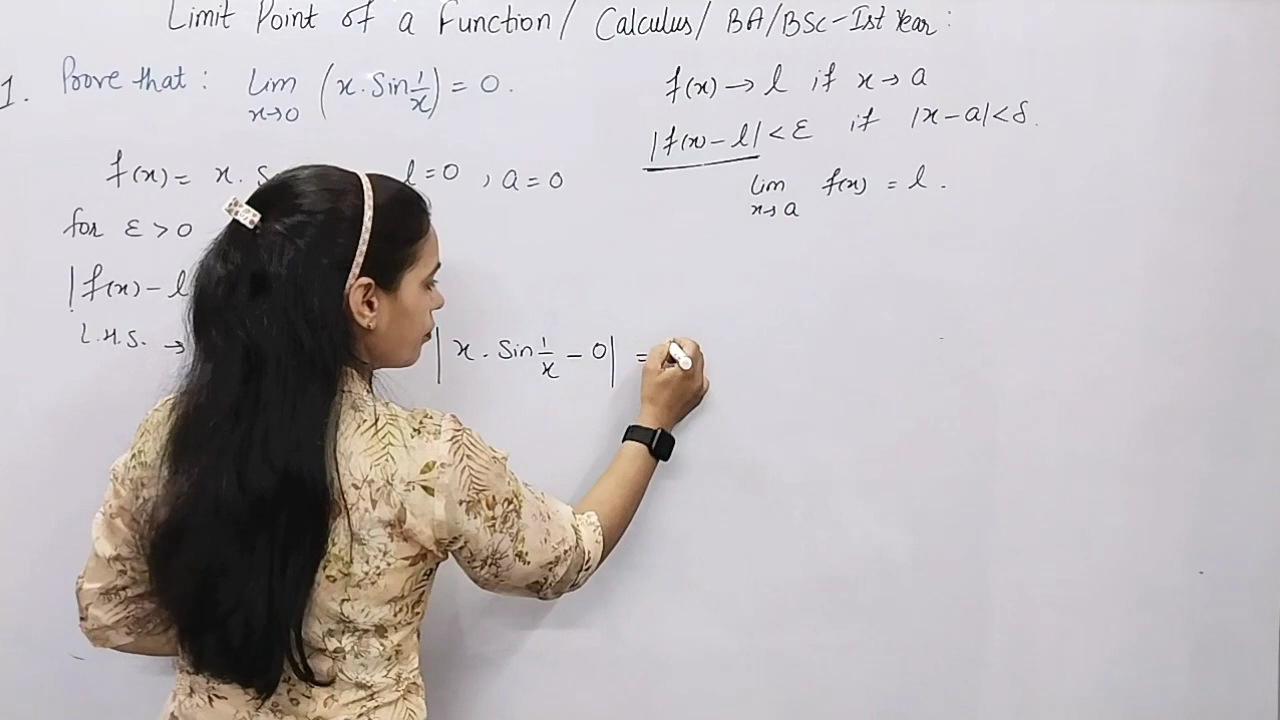 Limit Point of a Function / Calculus / BA/BSc-Ist Year :
1. Prove that : lim x→0 (x. Sin 1/x) = 0.
f(x) = x. S l = 0 , a = 0
for ε > 0
|f(x) - l
L.H.S. → |x. Sin 1/x - 0| =
f(x) → l if x → a
|f(x) - l| < ε if |x - a| < δ.
lim x→a f(x) = l.